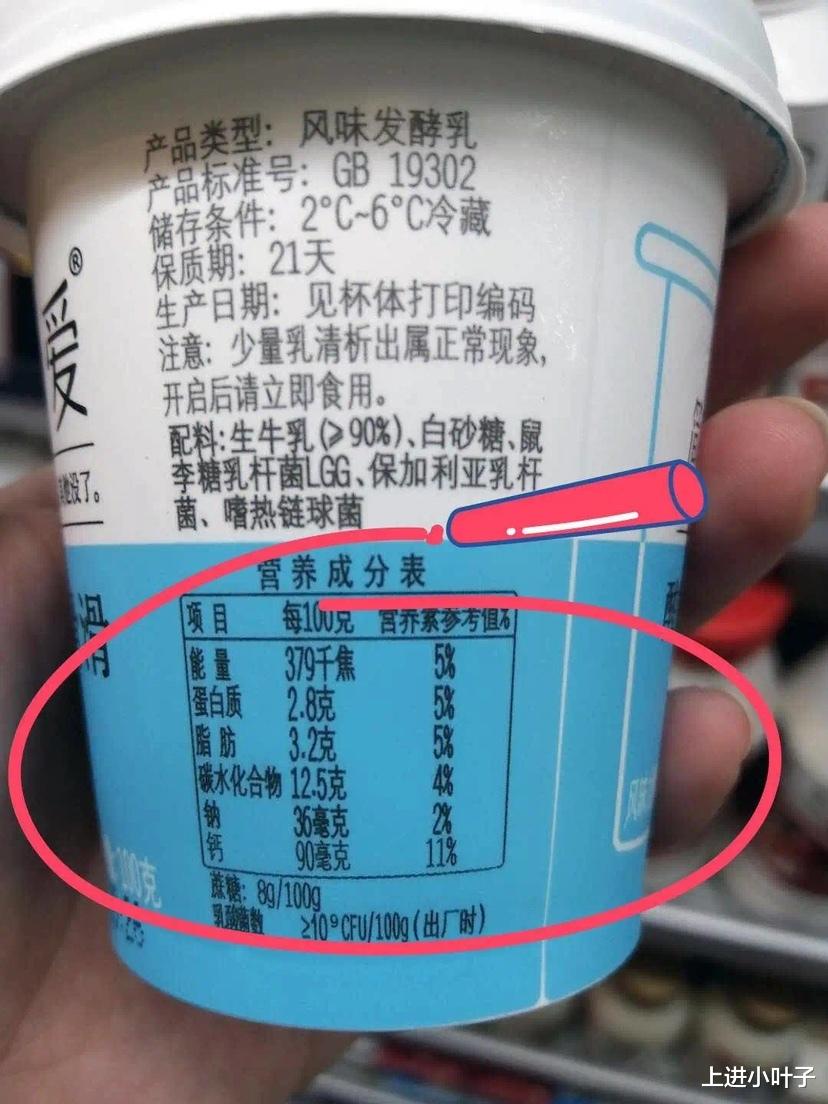 产品类型：风味发酵乳
产品标准号：GB 19302
储存条件：2°C~6°C冷藏
保质期：21天
生产日期：见杯体打印编码
注意：少量乳清析出属正常现象,
开启后请立即食用。
配料:生牛乳(≥90%)、白砂糖、鼠
李糖乳杆菌LGG、保加利亚乳杆
菌、嗜热链球菌
爱®
其他没了。
滑
营养成分表
项目 每100克 营养素参考值%
能量 379千焦 5%
蛋白质 2.8克 5%
脂肪 3.2克 5%
碳水化合物 12.5克 4%
钠 36毫克 2%
钙 90毫克 11%
蔗糖：8g/100g
乳酸菌数 ≥10⁹CFU/100g(出厂时)
风味
上进小叶子